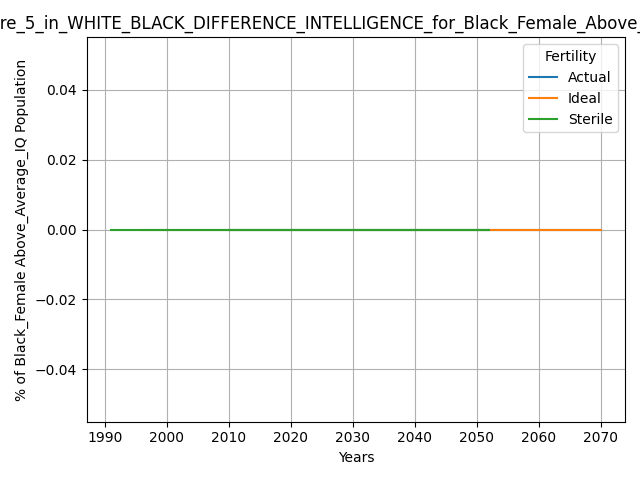 re_5_in_WHITE_BLACK_DIFFERENCE_INTELLIGENCE_for_Black_Female_Above_
% of Black_Female Above_Average_IQ Population
0.04
0.02
0.00
−0.02
−0.04
Fertility
Actual
Ideal
Sterile
1990 2000 2010 2020 2030 2040 2050 2060 2070
Years